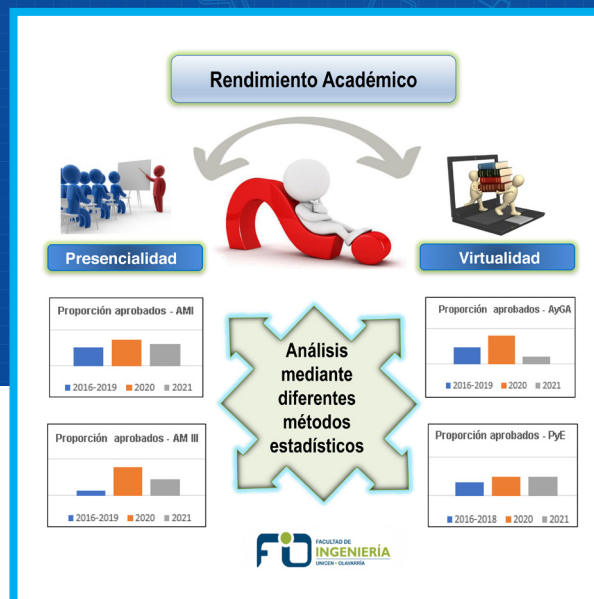 Rendimiento Académico
Presencialidad
Virtualidad
Proporción aprobados - AMI
2016-2019 2020 2021
Proporción aprobados - AyGA
2016-2019 2020 2021
Análisis
mediante
diferentes
métodos
estadísticos
Proporción aprobados - AM III
2016-2019 2020 2021
Proporción aprobados - PyE
2016-2018 2020 2021
FIO
FACULTAD DE
INGENIERÍA
UNICEN - OLAVARRÍA